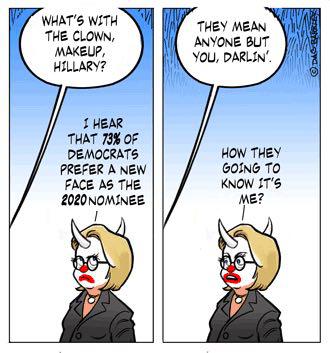 WHAT'S WITH
THE CLOWN,
MAKEUP,
HILLARY?
I HEAR
THAT 73% OF
DEMOCRATS
PREFER A NEW
FACE AS THE
2020 NOMINEE
THEY MEAN
ANYONE BUT
YOU, DARLIN'.
HOW THEY
GOING TO
KNOW IT'S
ME?
©